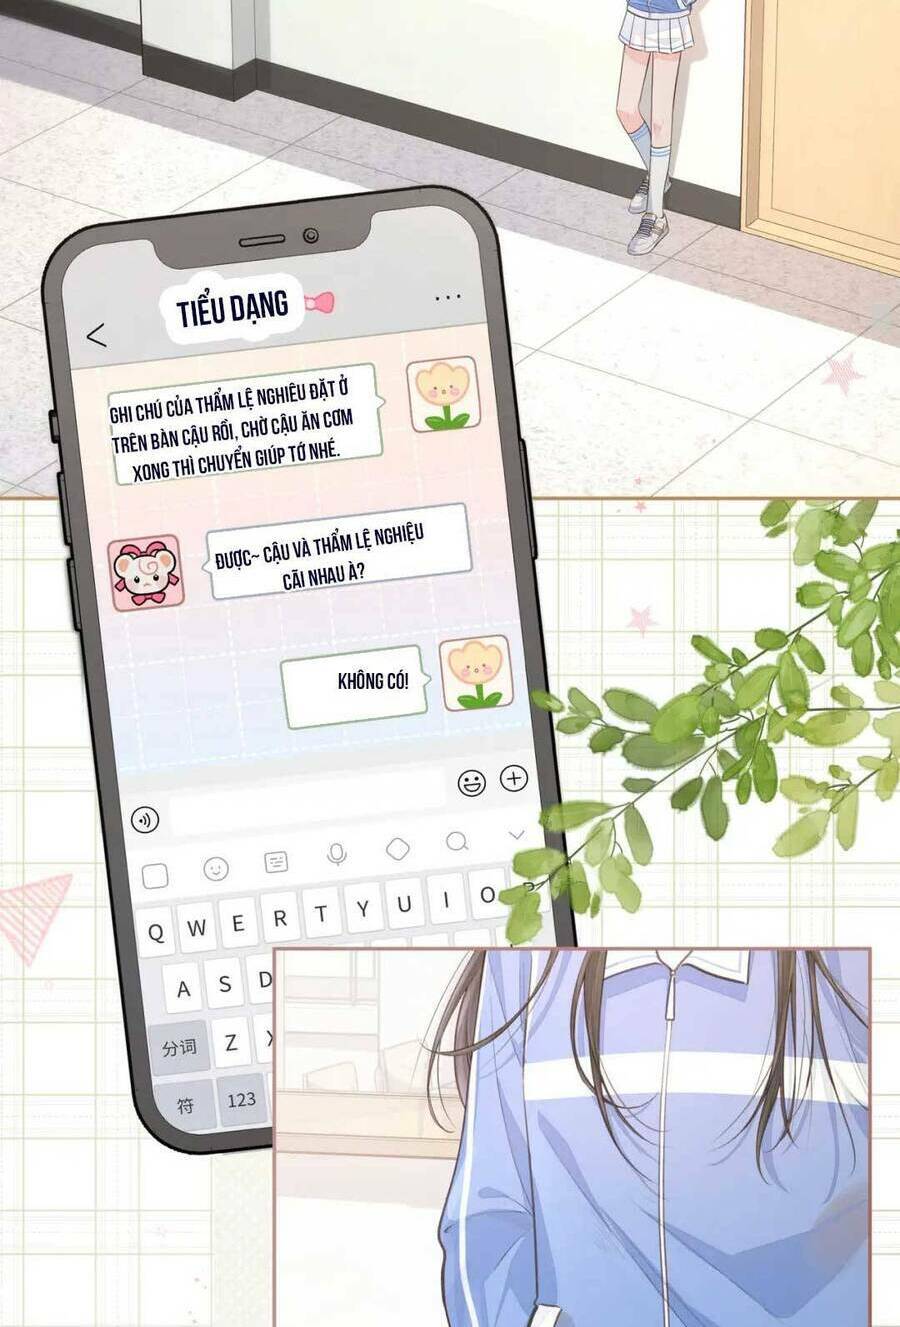 TIỂU DẠNG
GHI CHÚ CỦA THẨM LỆ NGHIÊU ĐẶT Ở
TRÊN BÀN CẬU RỒI, CHỜ CẬU ĂN CƠM
XONG THÌ CHUYỂN GIÚP TỚ NHÉ.
ĐƯỢC~ CẬU VÀ THẨM LỆ NGHIỆU
CÃI NHAU À?
KHÔNG CÓ!
Q W E R T Y U I O P
A S D
分词 Z X
符 123